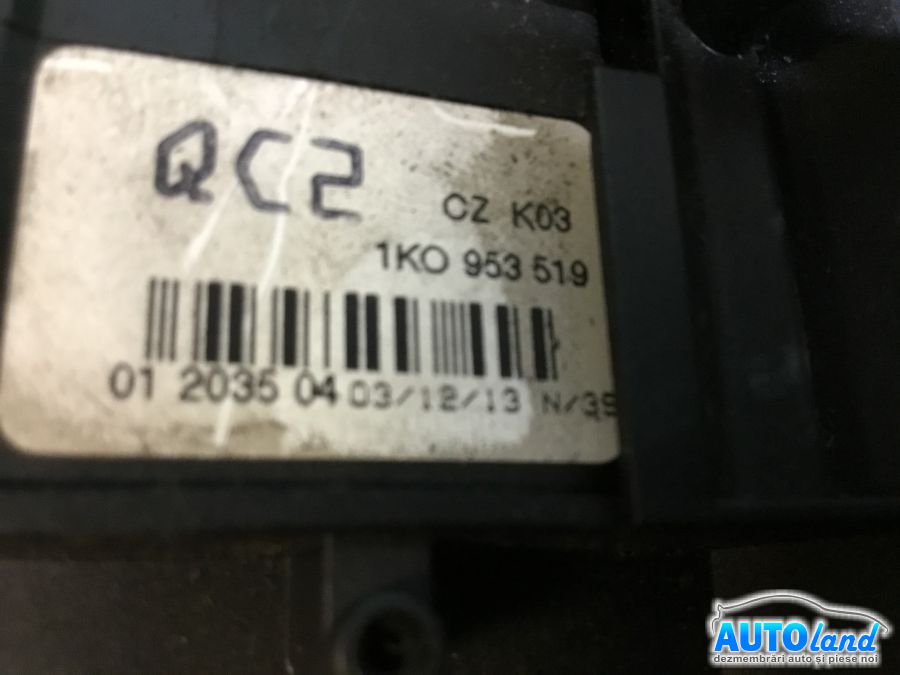 QC2
CZ K03
1KO 953 519
01 2035 04 03/12/13 N/3
AUTOland
dezmembrări auto și piese noi